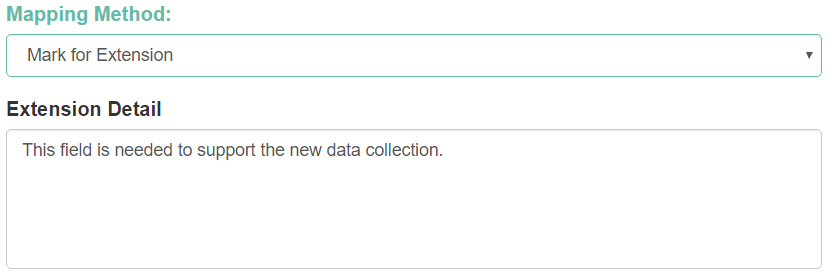 Mapping Method:
Mark for Extension
Extension Detail
This field is needed to support the new data collection.